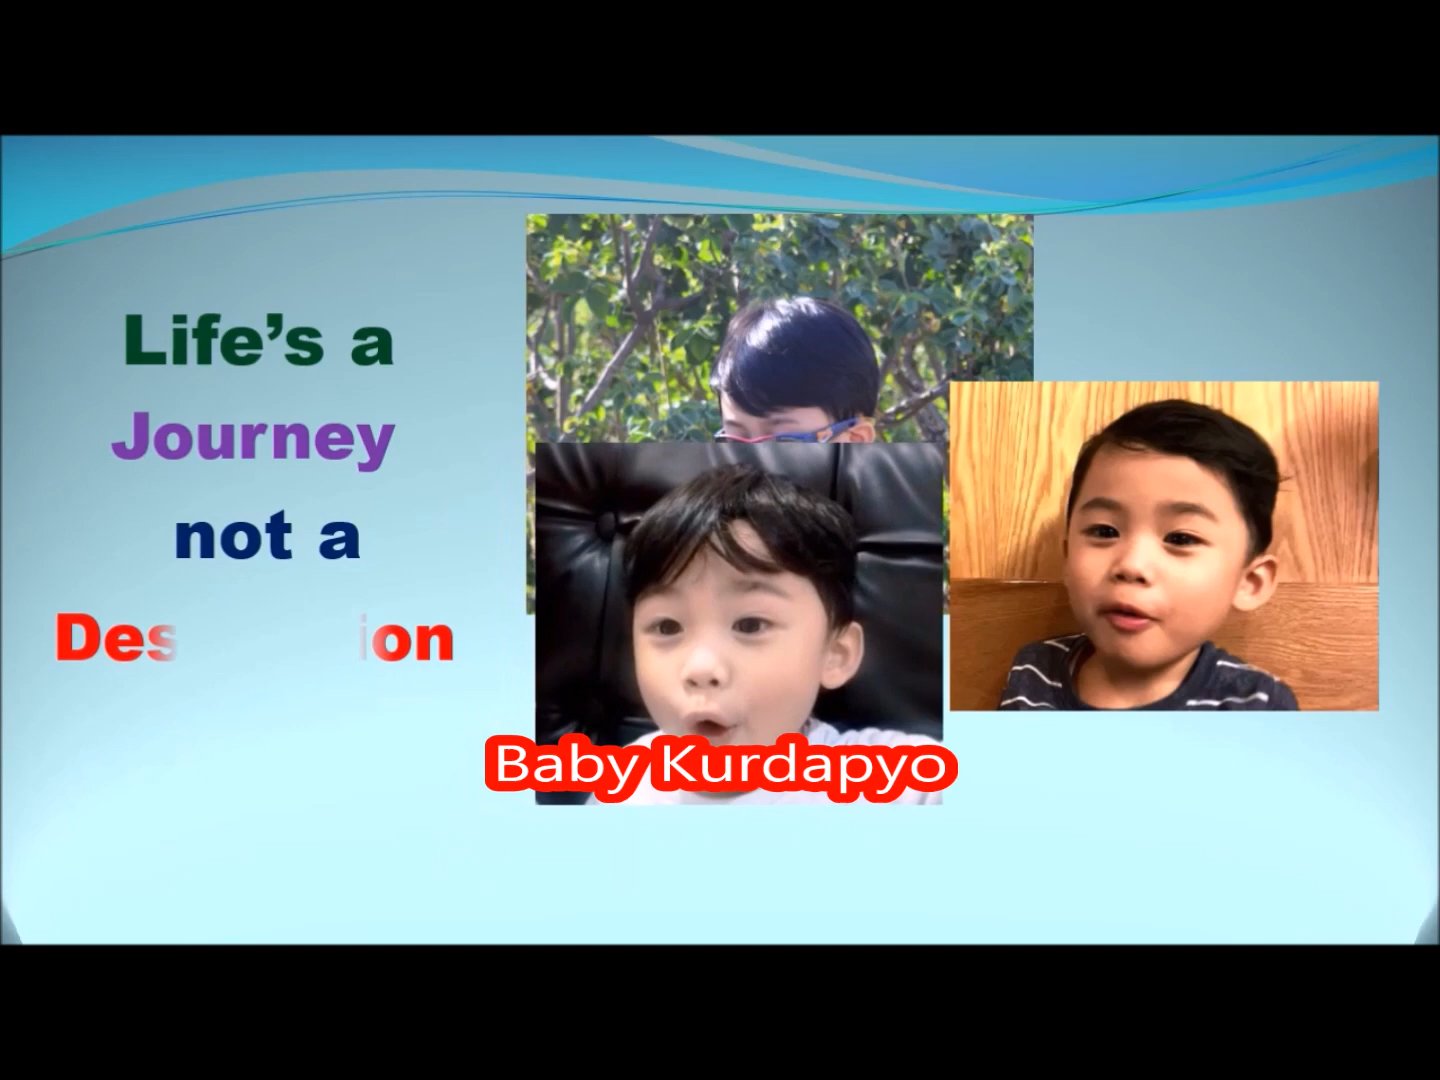 Life's a
Journey
not a
Des ion
Baby Kurdapyo